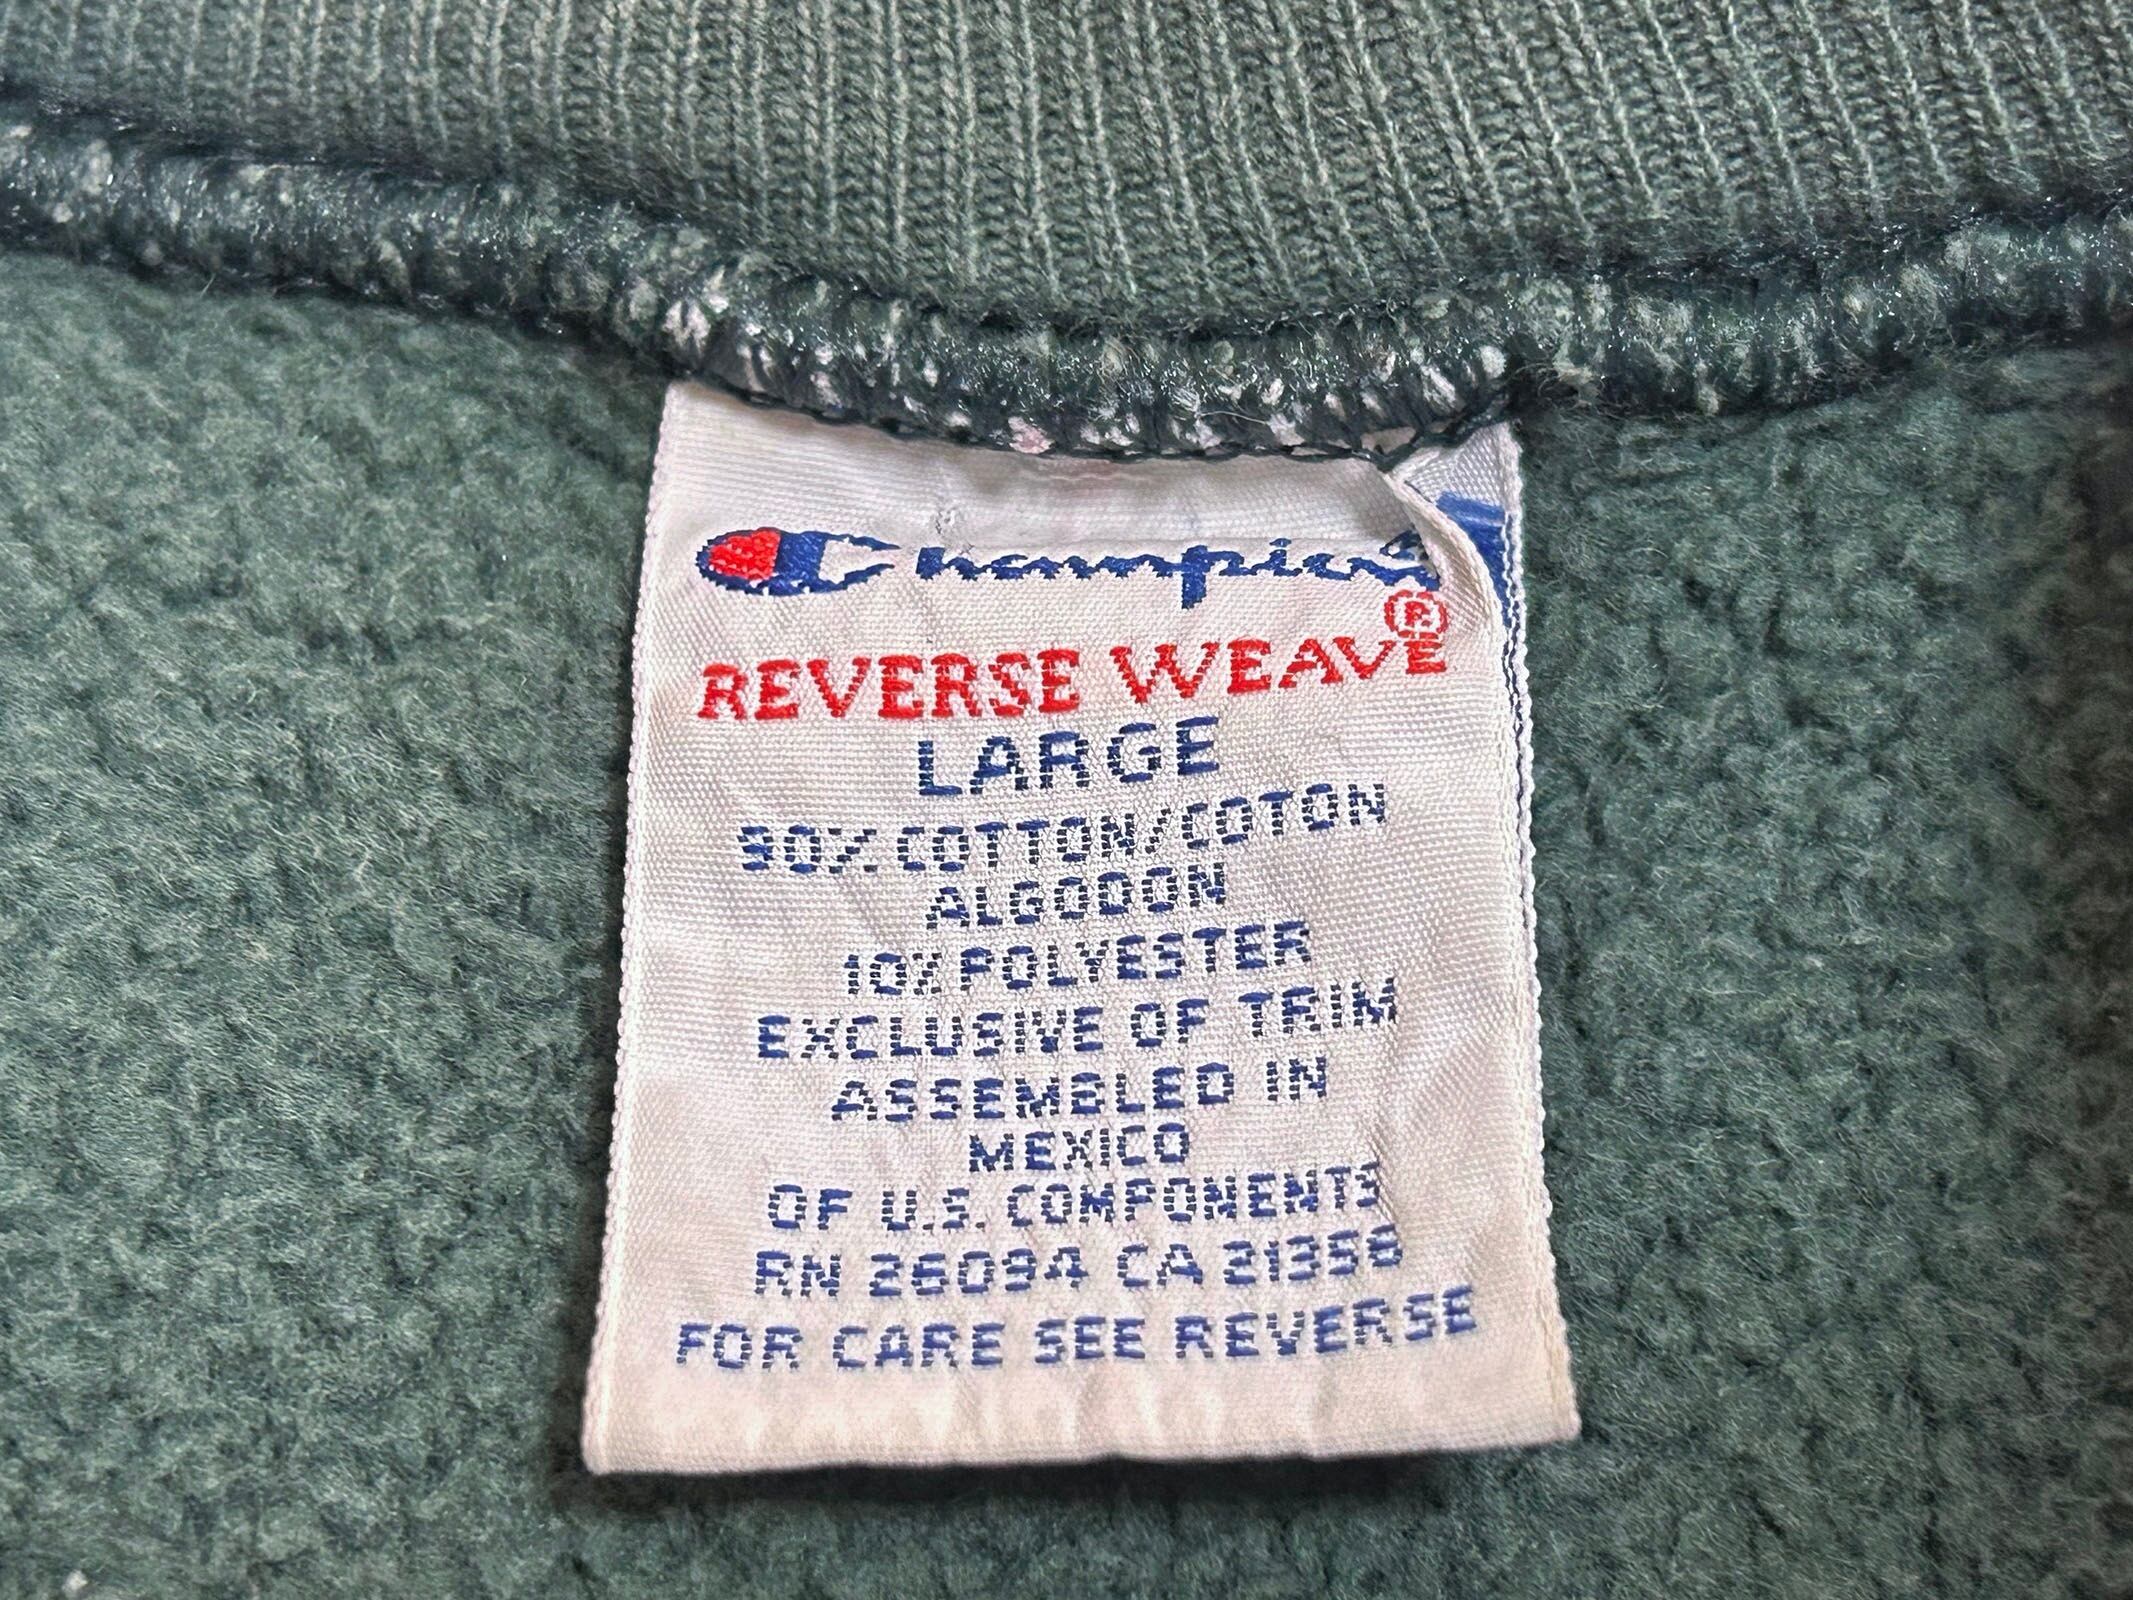 Champion®
REVERSE WEAVE
LARGE
90% COTTON/COTON
ALGODON
10% POLYESTER
EXCLUSIVE OF TRIM
ASSEMBLED IN
MEXICO
OF U.S. COMPONENTS
RN 26094 CA 21358
FOR CARE SEE REVERSE